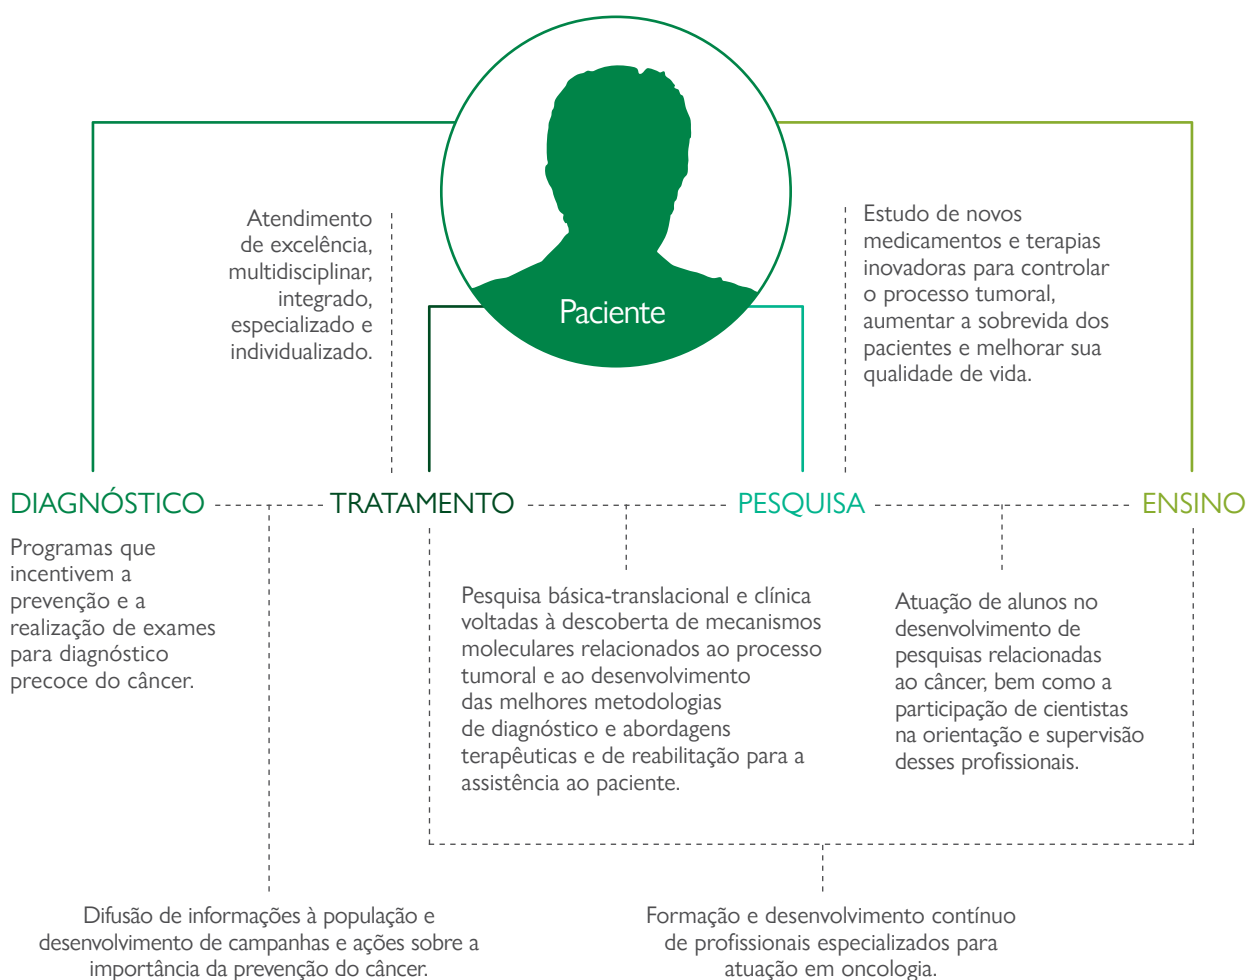 Paciente
Atendimento
de excelência,
multidisciplinar,
integrado,
especializado e
individualizado.
Estudo de novos
medicamentos e terapias
inovadoras para controlar
o processo tumoral,
aumentar a sobrevida dos
pacientes e melhorar sua
qualidade de vida.
DIAGNÓSTICO
Programas que
incentivem a
prevenção e a
realização de exames
para diagnóstico
precoce do câncer.
TRATAMENTO
PESQUISA
ENSINO
Pesquisa básica-translacional e clínica
voltadas à descoberta de mecanismos
moleculares relacionados ao processo
tumoral e ao desenvolvimento
das melhores metodologias
de diagnóstico e abordagens
terapêuticas e de reabilitação para a
assistência ao paciente.
Atuação de alunos no
desenvolvimento de
pesquisas relacionadas
ao câncer, bem como a
participação de cientistas
na orientação e supervisão
desses profissionais.
Difusão de informações à população e
desenvolvimento de campanhas e ações sobre a
importância da prevenção do câncer.
Formação e desenvolvimento contínuo
de profissionais especializados para
atuação em oncologia.